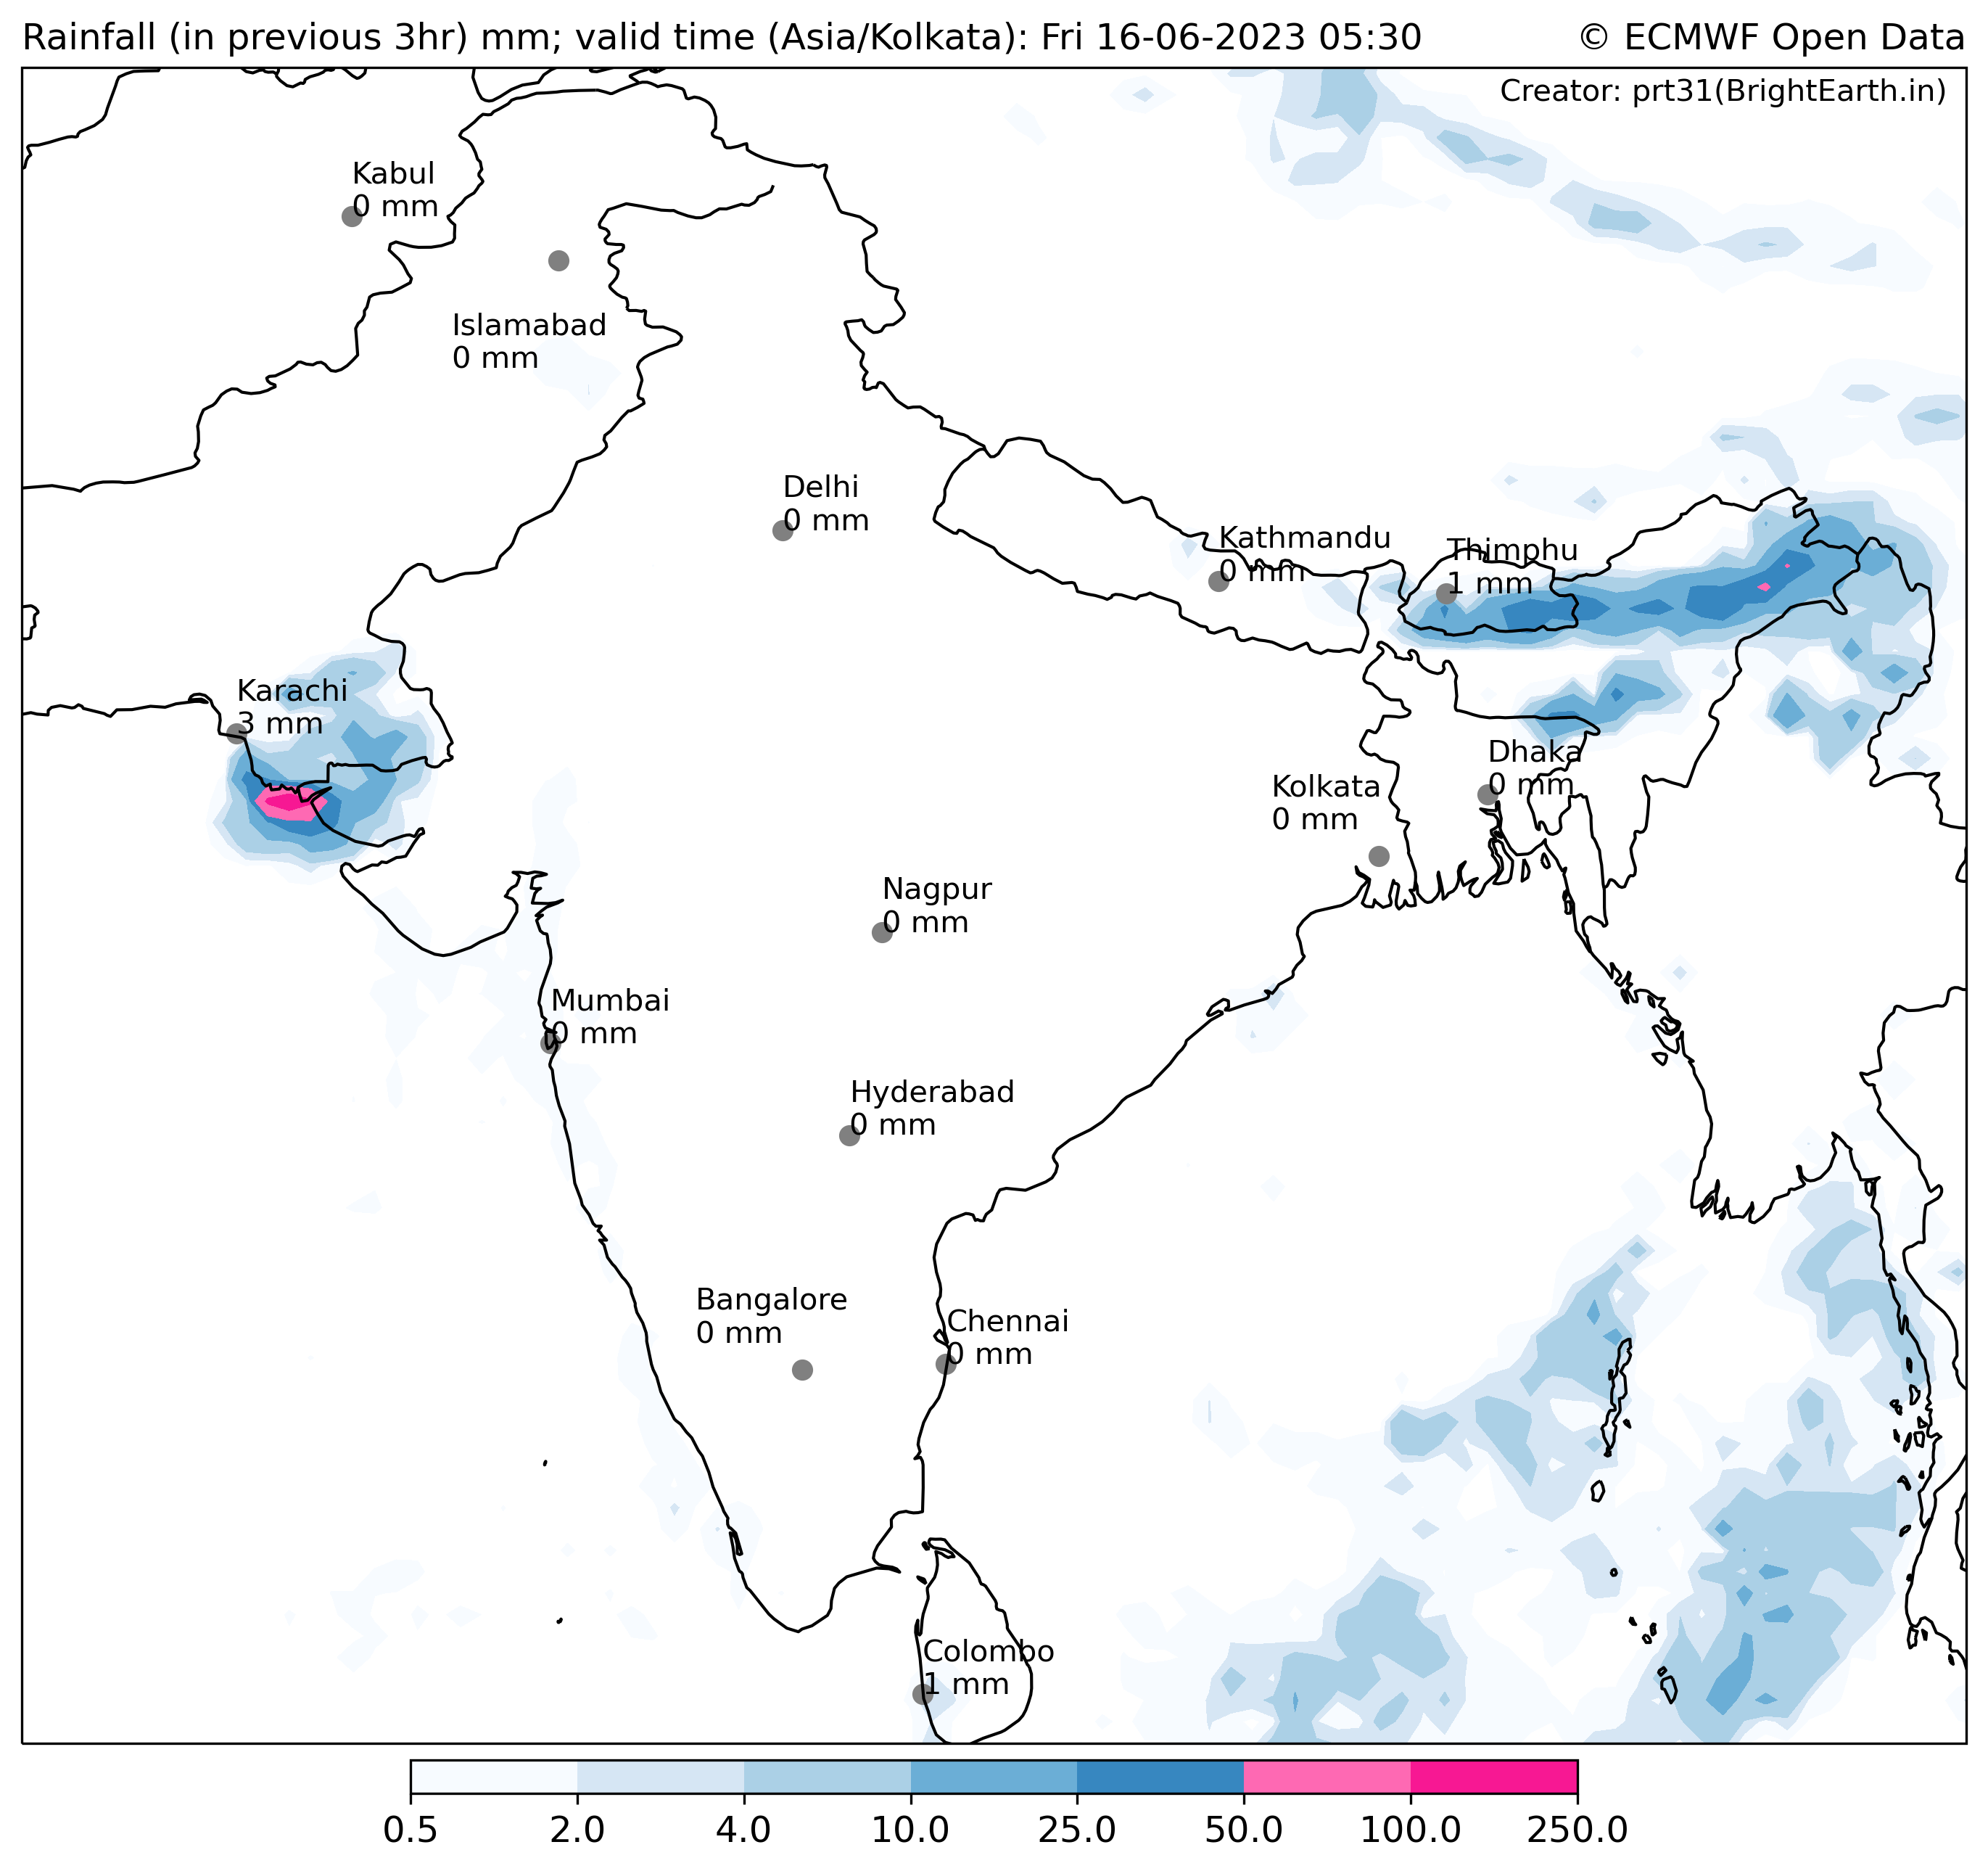 Rainfall (in previous 3hr) mm; valid time (Asia/Kolkata): Fri 16-06-2023 05:30
© ECMWF Open Data
Creator: prt31(BrightEarth.in)
Kabul
0 mm
Islamabad
0 mm
Delhi
0 mm
Kathmandu
0 mm
Thimphu
1 mm
Karachi
3 mm
Dhaka
0 mm
Kolkata
0 mm
Nagpur
0 mm
Mumbai
0 mm
Hyderabad
0 mm
Bangalore
0 mm
Chennai
0 mm
Colombo
1 mm
0.5 2.0 4.0 10.0 25.0 50.0 100.0 250.0